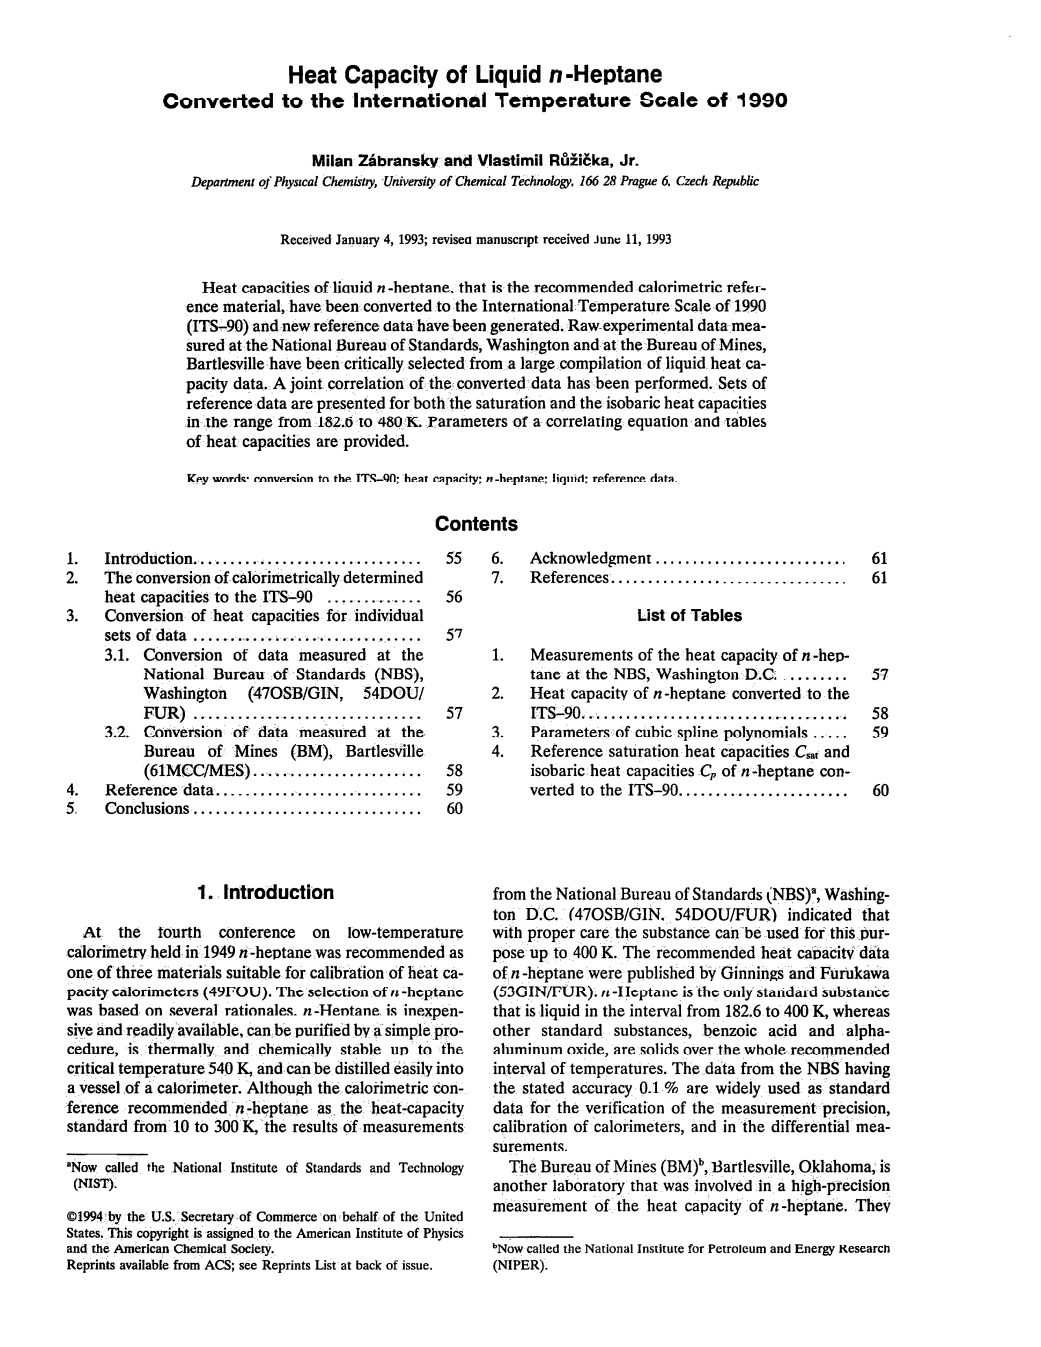 Heat Capacity of Liquid n-Heptane
Converted to the International Temperature Scale of 1990
Milan Zábransky and Vlastimil Růžička, Jr.
Department of Physical Chemistry, University of Chemical Technology, 166 28 Prague 6, Czech Republic
Received January 4, 1993; revised manuscript received June 11, 1993
Heat capacities of liquid n-heptane, that is the recommended calorimetric refer-
ence material, have been converted to the International Temperature Scale of 1990
(ITS–90) and new reference data have been generated. Raw experimental data mea-
sured at the National Bureau of Standards, Washington and at the Bureau of Mines,
Bartlesville have been critically selected from a large compilation of liquid heat ca-
pacity data. A joint correlation of the converted data has been performed. Sets of
reference data are presented for both the saturation and the isobaric heat capacities
in the range from 182.6 to 480 K. Parameters of a correlating equation and tables
of heat capacities are provided.
Key words: conversion to the ITS–90; heat capacity; n-heptane; liquid; reference data.
Contents
1. Introduction.............................. 55
2. The conversion of calorimetrically determined
heat capacities to the ITS–90 ............. 56
3. Conversion of heat capacities for individual
sets of data .............................. 57
3.1. Conversion of data measured at the
National Bureau of Standards (NBS),
Washington (47OSB/GIN, 54DOU/
FUR) .............................. 57
3.2. Conversion of data measured at the
Bureau of Mines (BM), Bartlesville
(61MCC/MES)....................... 58
4. Reference data............................ 59
5. Conclusions............................... 60
6. Acknowledgment.......................... 61
7. References................................ 61
List of Tables
1. Measurements of the heat capacity of n-hep-
tane at the NBS, Washington D.C. ......... 57
2. Heat capacity of n-heptane converted to the
ITS–90.................................... 58
3. Parameters of cubic spline polynomials ..... 59
4. Reference saturation heat capacities Csat and
isobaric heat capacities Cp of n-heptane con-
verted to the ITS–90....................... 60
1. Introduction
At the fourth conference on low-temperature
calorimetry held in 1949 n-heptane was recommended as
one of three materials suitable for calibration of heat ca-
pacity calorimeters (49FOU). The selection of n-heptane
was based on several rationales. n-Heptane is inexpen-
sive and readily available, can be purified by a simple pro-
cedure, is thermally and chemically stable up to the
critical temperature 540 K, and can be distilled easily into
a vessel of a calorimeter. Although the calorimetric con-
ference recommended n-heptane as the heat-capacity
standard from 10 to 300 K, the results of measurements
aNow called the National Institute of Standards and Technology
(NIST).
©1994 by the U.S. Secretary of Commerce on behalf of the United
States. This copyright is assigned to the American Institute of Physics
and the American Chemical Society.
Reprints available from ACS; see Reprints List at back of issue.
from the National Bureau of Standards (NBS)a, Washing-
ton D.C. (47OSB/GIN, 54DOU/FUR) indicated that
with proper care the substance can be used for this pur-
pose up to 400 K. The recommended heat capacity data
of n-heptane were published by Ginnings and Furukawa
(53GIN/FUR). n-Heptane is the only standard substance
that is liquid in the interval from 182.6 to 400 K, whereas
other standard substances, benzoic acid and alpha-
aluminum oxide, are solids over the whole recommended
interval of temperatures. The data from the NBS having
the stated accuracy 0.1 % are widely used as standard
data for the verification of the measurement precision,
calibration of calorimeters, and in the differential mea-
surements.
The Bureau of Mines (BM)b, Bartlesville, Oklahoma, is
another laboratory that was involved in a high-precision
measurement of the heat capacity of n-heptane. They
bNow called the National Institute for Petroleum and Energy Research
(NIPER).